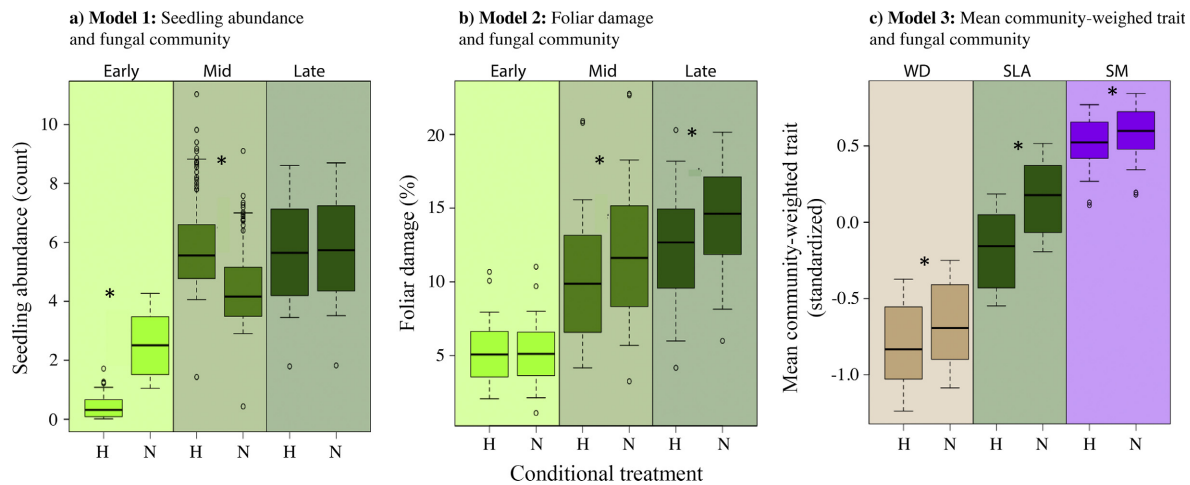 a) Model 1: Seedling abundance
and fungal community
b) Model 2: Foliar damage
and fungal community
c) Model 3: Mean community-weighed trait
and fungal community
Early Mid Late
Early Mid Late
WD SLA SM
Seedling abundance (count)
10
8
6
4
2
0
*
*
H N H N H N
Foliar damage (%)
20
15
10
5
*
*
H N H N H N
Mean community-weighted trait
(standardized)
0.5
0.0
-0.5
-1.0
*
*
*
H N H N H N
Conditional treatment